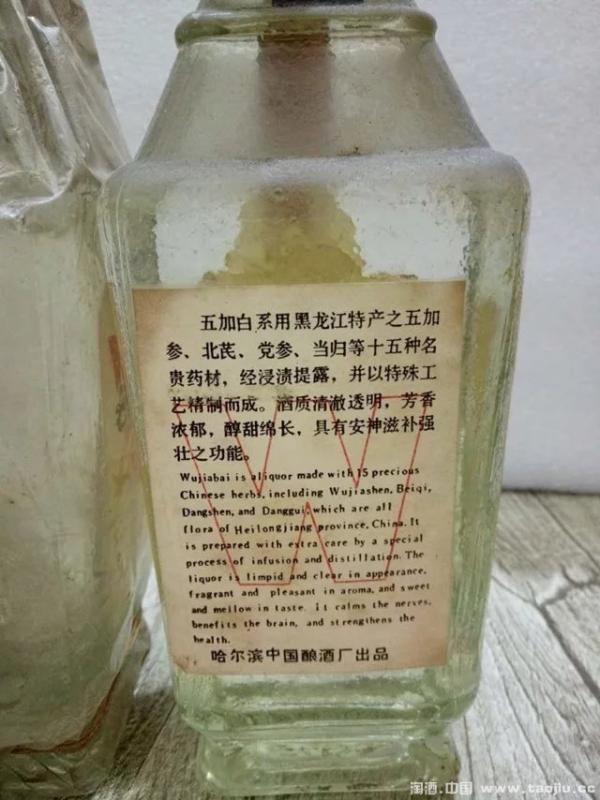 五加白系用黑龙江特产之五加
参、北芪、党参、当归等十五种名
贵药材，经浸渍提露，并以特殊工
艺精制而成。酒质清澈透明，芳香
浓郁，醇甜绵长，具有安神滋补强
壮之功能。
Wujiabai is a liquor made with 15 precious
Chinese herbs, including Wujiashen, Beiqi,
Dangshen, and Danggui, which are all
flora of Heilongjiang province, China. It
is prepared with extra care by a special
process of infusion and distillation. The
liquor is limpid and clear in appearance,
fragrant and pleasant in aroma, and sweet
and mellow in taste. it calms the nerves,
benefits the brain, and strengthens the
health.
哈尔滨中国酿酒厂出品
淘酒.中国 www.taojiu.cc